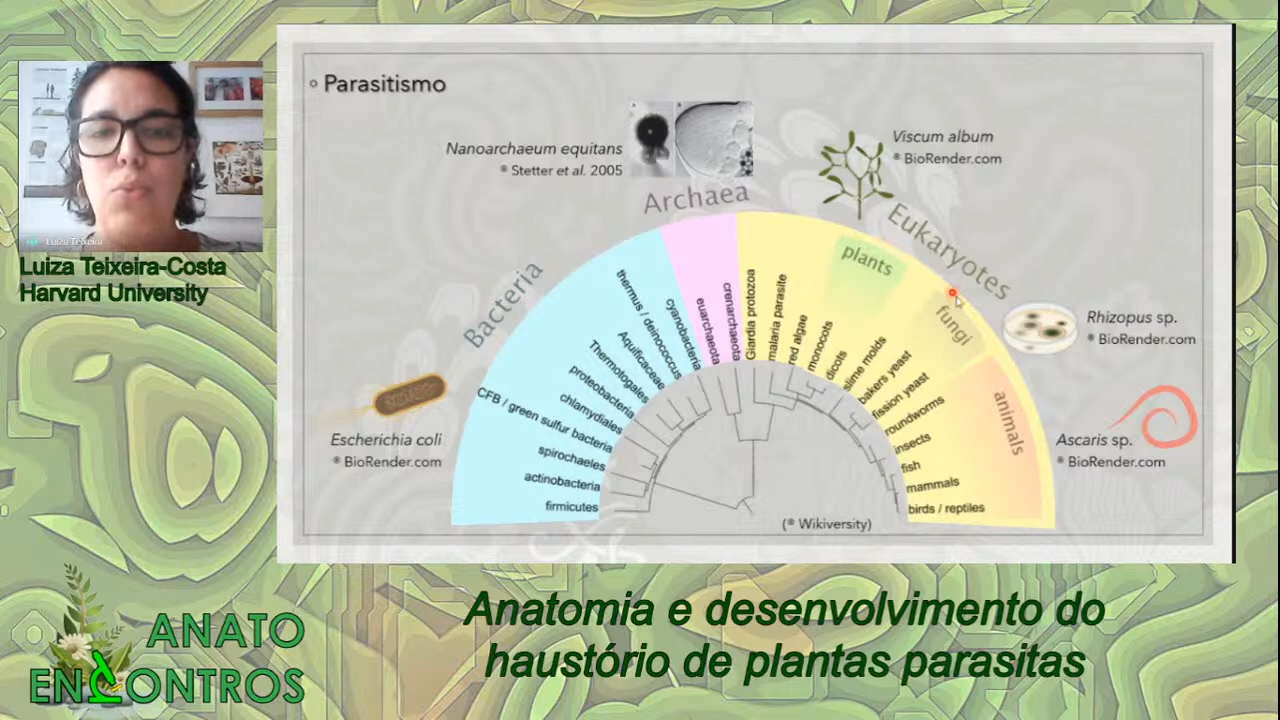 Parasitismo
Nanoarchaeum equitans
® Stetter et al. 2005
Viscum album
® BioRender.com
Archaea
Eukaryotes
Bacteria
plants
fungi
animals
Rhizopus sp.
® BioRender.com
Escherichia coli
® BioRender.com
Ascaris sp.
® BioRender.com
firmicutes
actinobacteria
spirochaeles
CFB / green sulfur bacteria
chlamydiales
proteobacteria
Thermotogales
Aquificaceae
thermus / deinococcus
cyanobacteria
euarchaeota
crenarchaeota
Giardia protozoa
malaria parasite
red algae
monocots
dicots
slime molds
bakers yeast
fission yeast
roundworms
insects
fish
mammals
birds / reptiles
(® Wikiversity)
Luiza Teixeira
Luiza Teixeira-Costa
Harvard University
ANATO
ENCONTROS
Anatomia e desenvolvimento do
haustório de plantas parasitas